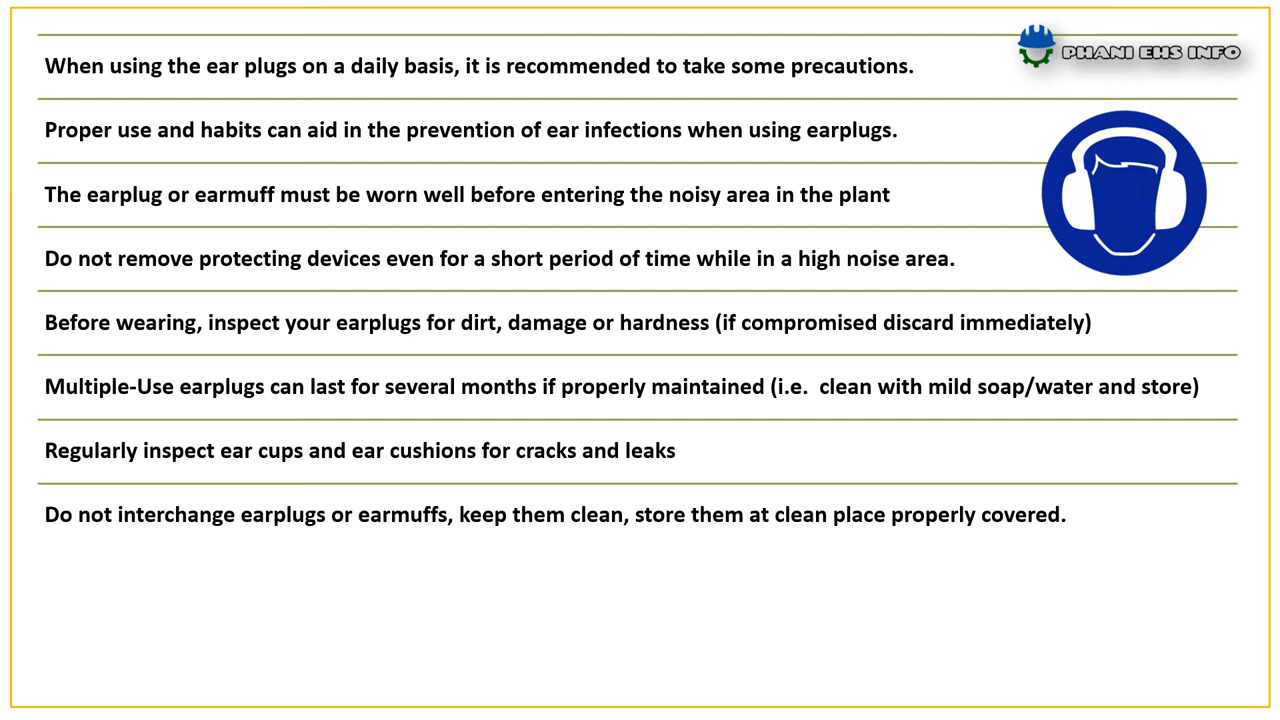 PHANI EHS INFO
When using the ear plugs on a daily basis, it is recommended to take some precautions.
Proper use and habits can aid in the prevention of ear infections when using earplugs.
The earplug or earmuff must be worn well before entering the noisy area in the plant
Do not remove protecting devices even for a short period of time while in a high noise area.
Before wearing, inspect your earplugs for dirt, damage or hardness (if compromised discard immediately)
Multiple-Use earplugs can last for several months if properly maintained (i.e.  clean with mild soap/water and store)
Regularly inspect ear cups and ear cushions for cracks and leaks
Do not interchange earplugs or earmuffs, keep them clean, store them at clean place properly covered.